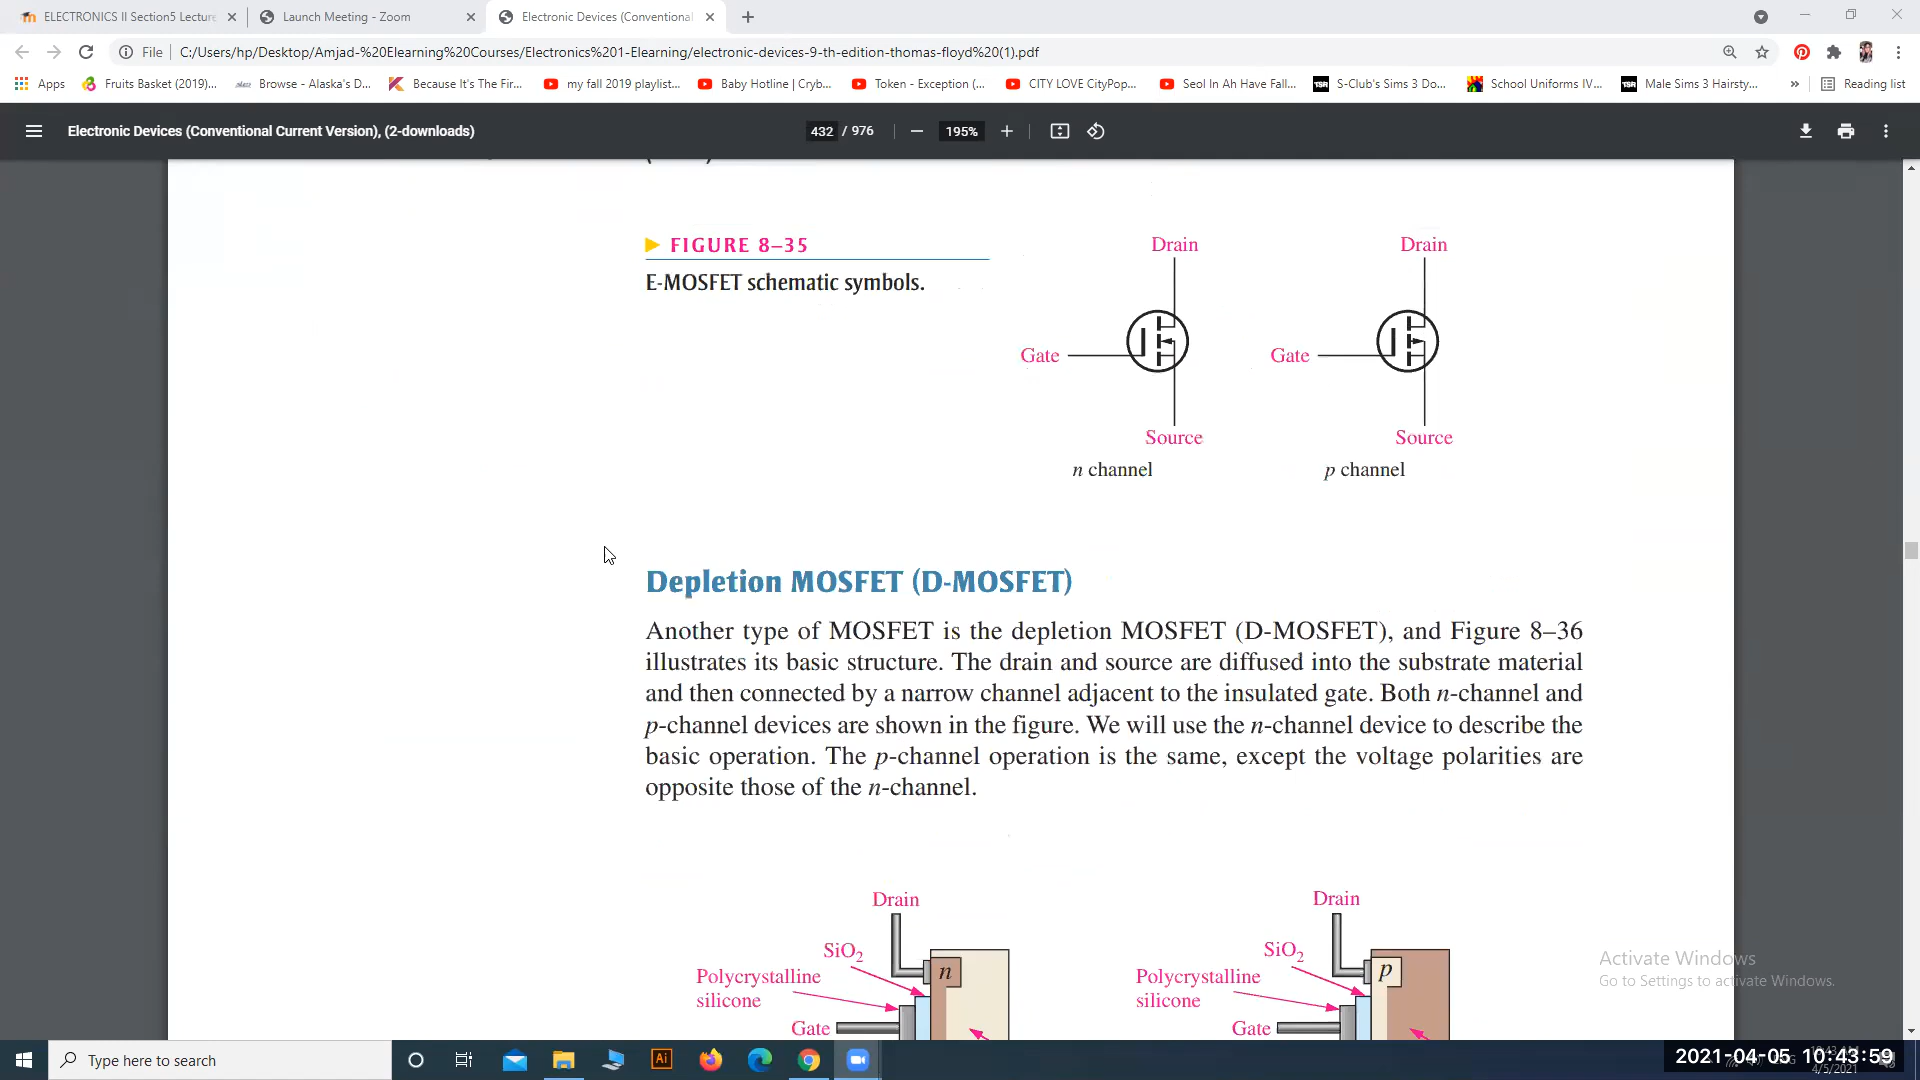 ELECTRONICS II Section5 Lecture
Launch Meeting - Zoom
Electronic Devices (Conventional
File
C:/Users/hp/Desktop/Amjad-%20Elearning%20Courses/Electronics%201-Elearning/electronic-devices-9-th-edition-thomas-floyd%20(1).pdf
Apps
Fruits Basket (2019)...
Browse - Alaska's D...
Because It's The Fir...
my fall 2019 playlist...
Baby Hotline | Cryb...
Token - Exception (...
CITY LOVE CityPop...
Seol In Ah Have Fall...
S-Club's Sims 3 Do...
School Uniforms IV...
Male Sims 3 Hairsty...
»
Reading list
Electronic Devices (Conventional Current Version), (2-downloads)
432 / 976
195%
FIGURE 8–35
E-MOSFET schematic symbols.
Drain
Drain
Gate
Gate
Source
Source
n channel
p channel
Depletion MOSFET (D-MOSFET)
Another type of MOSFET is the depletion MOSFET (D-MOSFET), and Figure 8–36
illustrates its basic structure. The drain and source are diffused into the substrate material
and then connected by a narrow channel adjacent to the insulated gate. Both n-channel and
p-channel devices are shown in the figure. We will use the n-channel device to describe the
basic operation. The p-channel operation is the same, except the voltage polarities are
opposite those of the n-channel.
Drain
SiO2
n
Polycrystalline
silicone
Gate
Drain
SiO2
p
Polycrystalline
silicone
Gate
Activate Windows
Go to Settings to activate Windows.
Type here to search
Ai
2021-04-05 10:43:59
4/5/2021